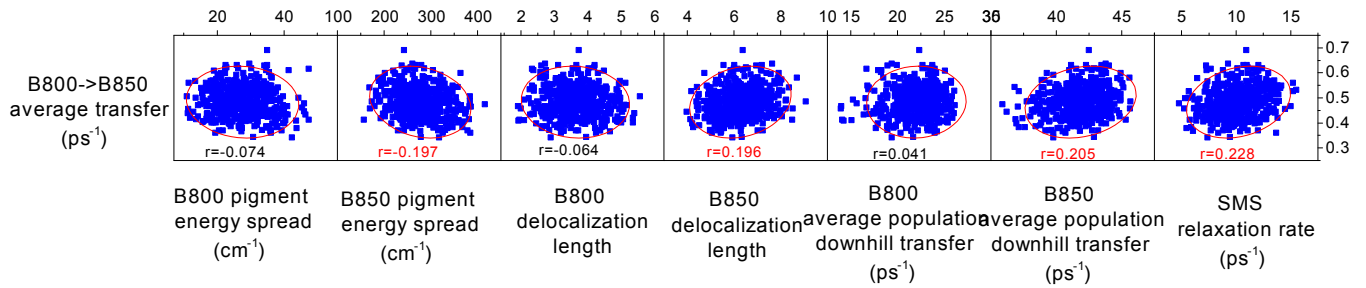 20 40 100 200 300 400 1 2 3 4 5 6 4 6 8 10 15 20 25 30 35 40 45 5 10 15
0.7
0.6
0.5
0.4
0.3
B800->B850
average transfer
(ps⁻¹)
r=-0.074 r=-0.197 r=-0.064 r=0.196 r=0.041 r=0.205 r=0.228
B800 pigment
energy spread
(cm⁻¹)
B850 pigment
energy spread
(cm⁻¹)
B800
delocalization
length
B850
delocalization
length
B800
average population
downhill transfer
(ps⁻¹)
B850
average population
downhill transfer
(ps⁻¹)
SMS
relaxation rate
(ps⁻¹)